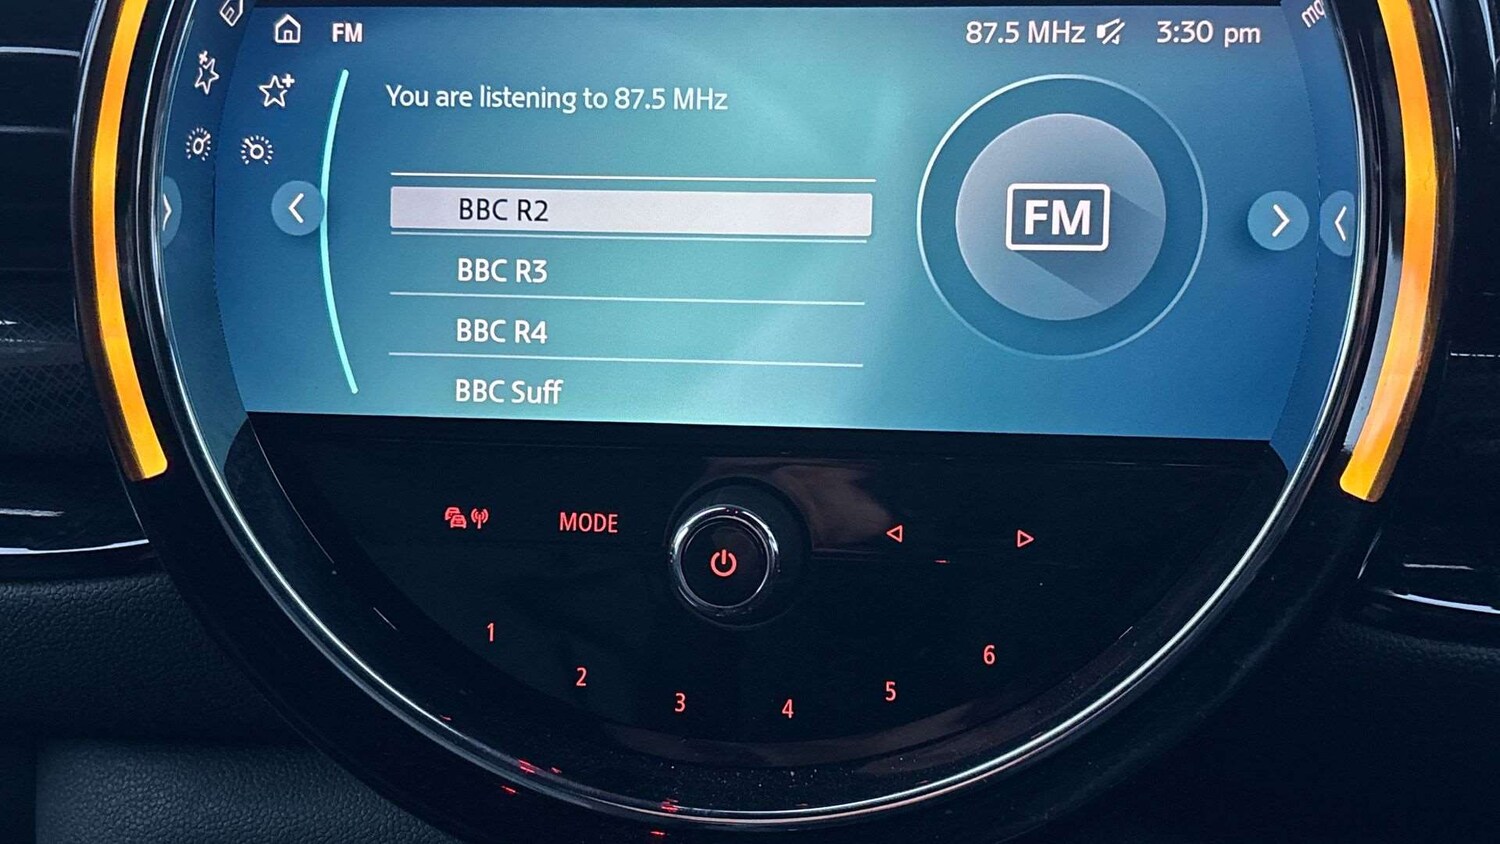 FM
87.5 MHz
3:30 pm
You are listening to 87.5 MHz
BBC R2
FM
BBC R3
BBC R4
BBC Suff
MODE
1
2
3
4
5
6